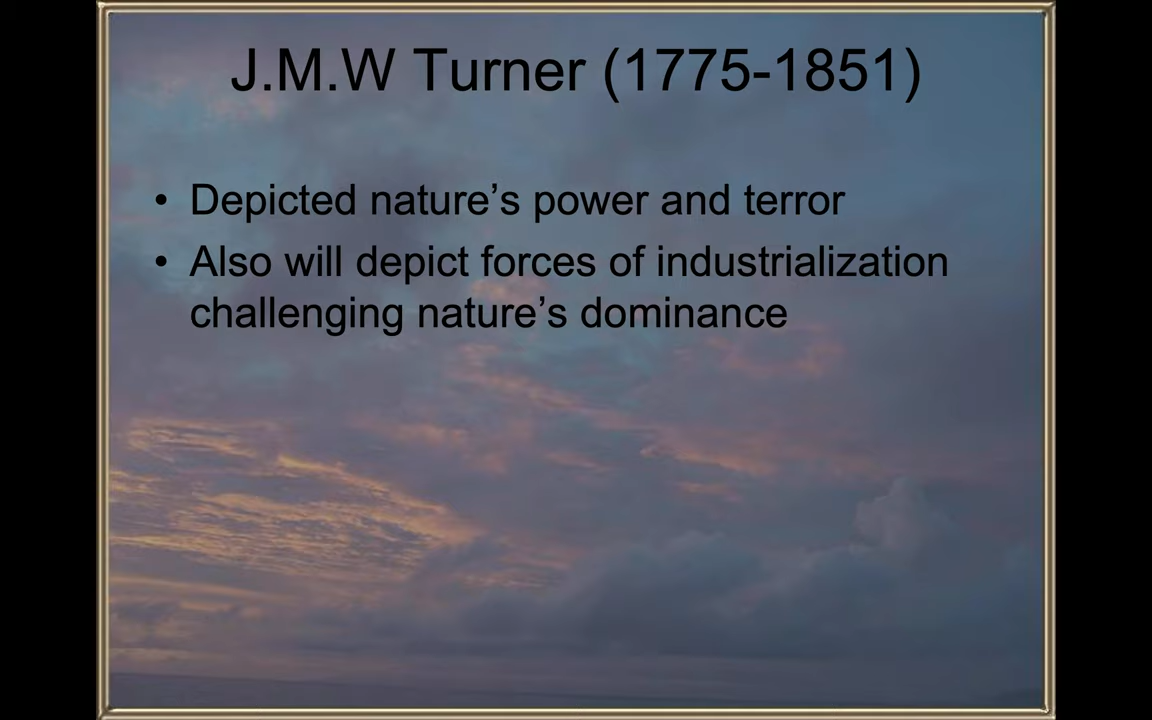 J.M.W Turner (1775-1851)
• Depicted nature’s power and terror
• Also will depict forces of industrialization
challenging nature’s dominance